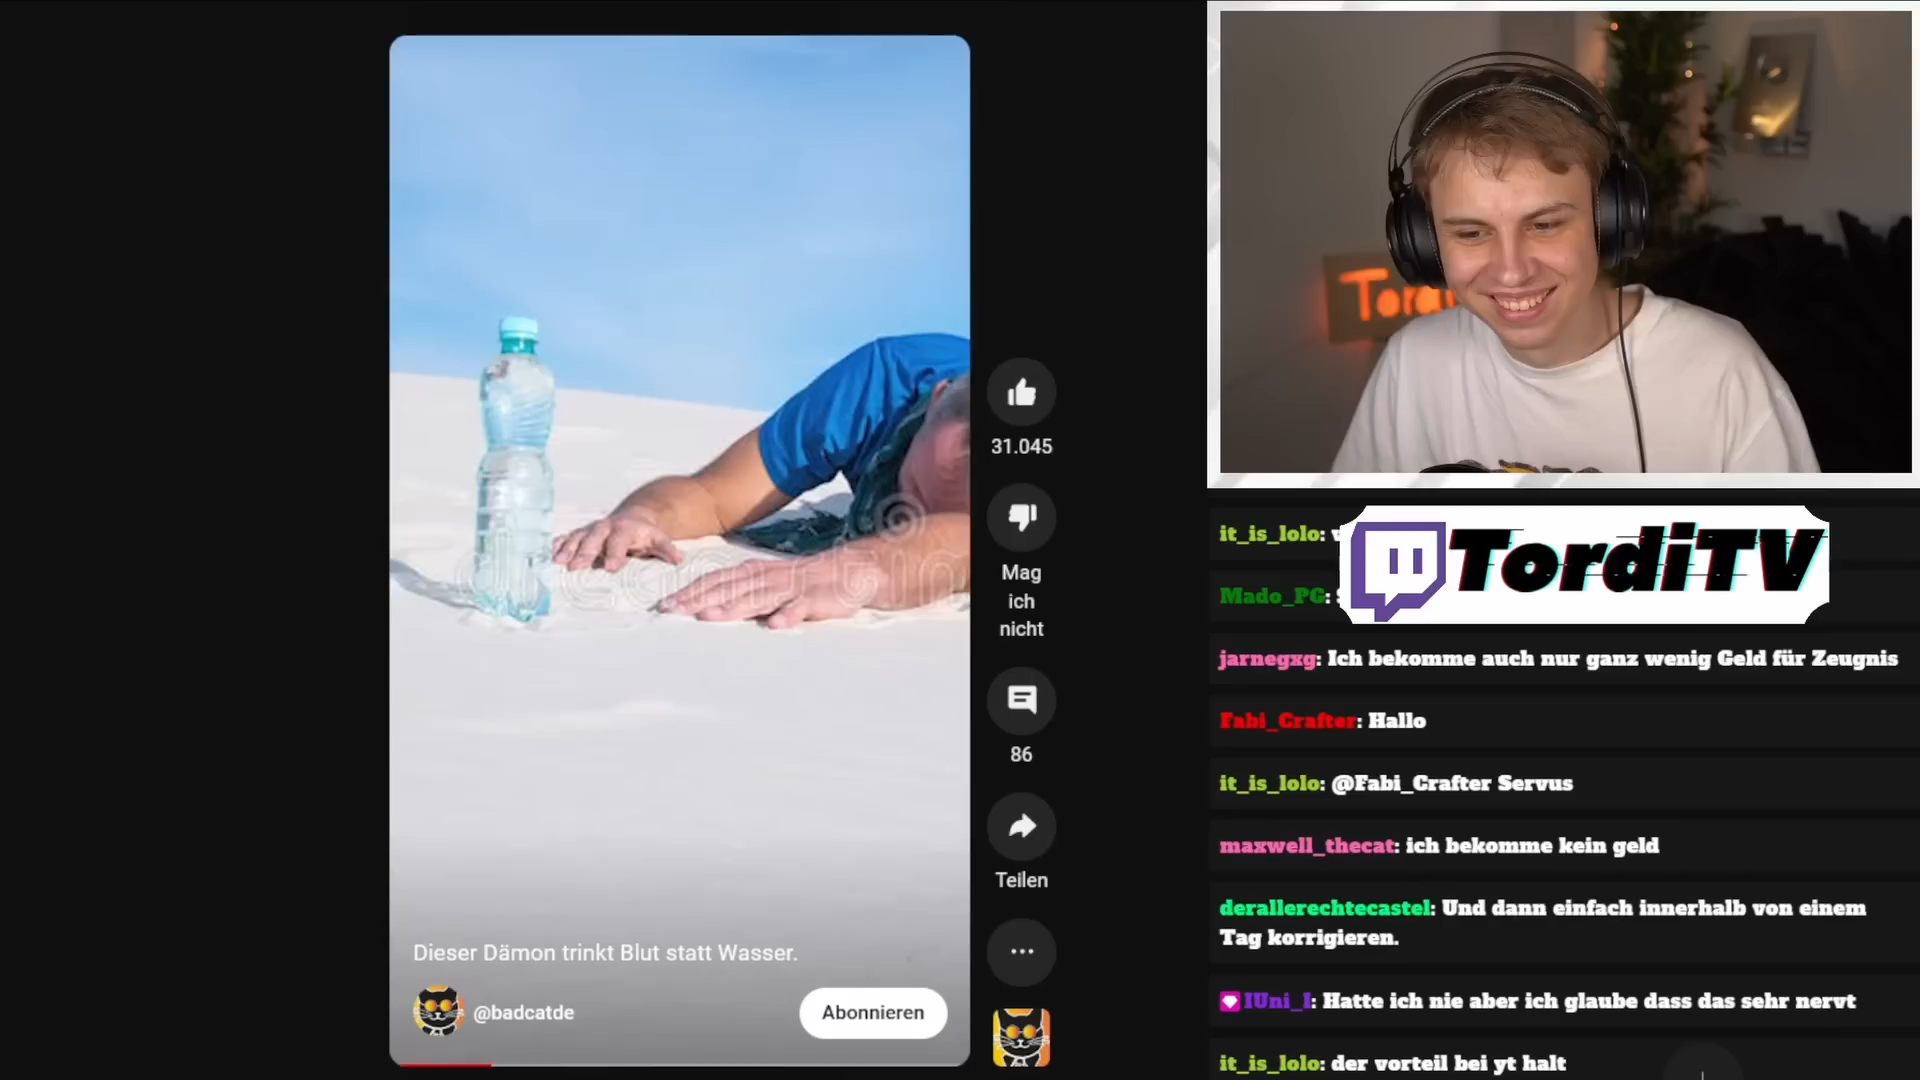 dreamstim
31.045
Mag
ich
nicht
86
Teilen
Dieser Dämon trinkt Blut statt Wasser.
@badcatde
Abonnieren
Tordi
TordiTV
it_is_lolo:
Mado_PG:
jarnegxg: Ich bekomme auch nur ganz wenig Geld für Zeugnis
Fabi_Crafter: Hallo
it_is_lolo: @Fabi_Crafter Servus
maxwell_thecat: ich bekomme kein geld
derallerechtecastel: Und dann einfach innerhalb von einem
Tag korrigieren.
IUni_I: Hatte ich nie aber ich glaube dass das sehr nervt
it_is_lolo: der vorteil bei yt halt